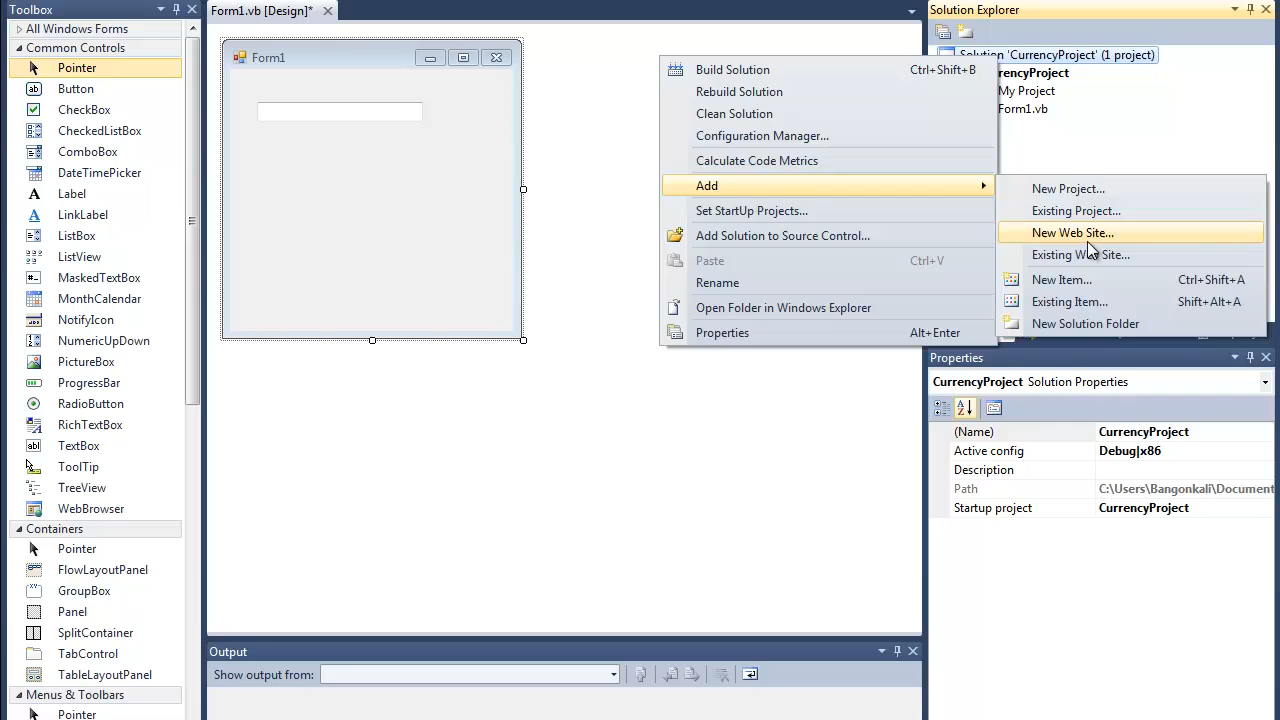 Toolbox
All Windows Forms
Common Controls
Pointer
Button
CheckBox
CheckedListBox
ComboBox
DateTimePicker
Label
LinkLabel
ListBox
ListView
MaskedTextBox
MonthCalendar
NotifyIcon
NumericUpDown
PictureBox
ProgressBar
RadioButton
RichTextBox
TextBox
ToolTip
TreeView
WebBrowser
Containers
Pointer
FlowLayoutPanel
GroupBox
Panel
SplitContainer
TabControl
TableLayoutPanel
Menus & Toolbars
Pointer
Form1.vb [Design]*
Form1
Build Solution Ctrl+Shift+B
Rebuild Solution
Clean Solution
Configuration Manager...
Calculate Code Metrics
Add
Set StartUp Projects...
Add Solution to Source Control...
Paste Ctrl+V
Rename
Open Folder in Windows Explorer
Properties Alt+Enter
New Project...
Existing Project...
New Web Site...
Existing Web Site...
New Item... Ctrl+Shift+A
Existing Item... Shift+Alt+A
New Solution Folder
Output
Show output from:
Solution Explorer
Solution 'CurrencyProject' (1 project)
rencyProject
My Project
Form1.vb
Properties
CurrencyProject Solution Properties
(Name) CurrencyProject
Active config Debug|x86
Description
Path C:\Users\Bangonkali\Document
Startup project CurrencyProject